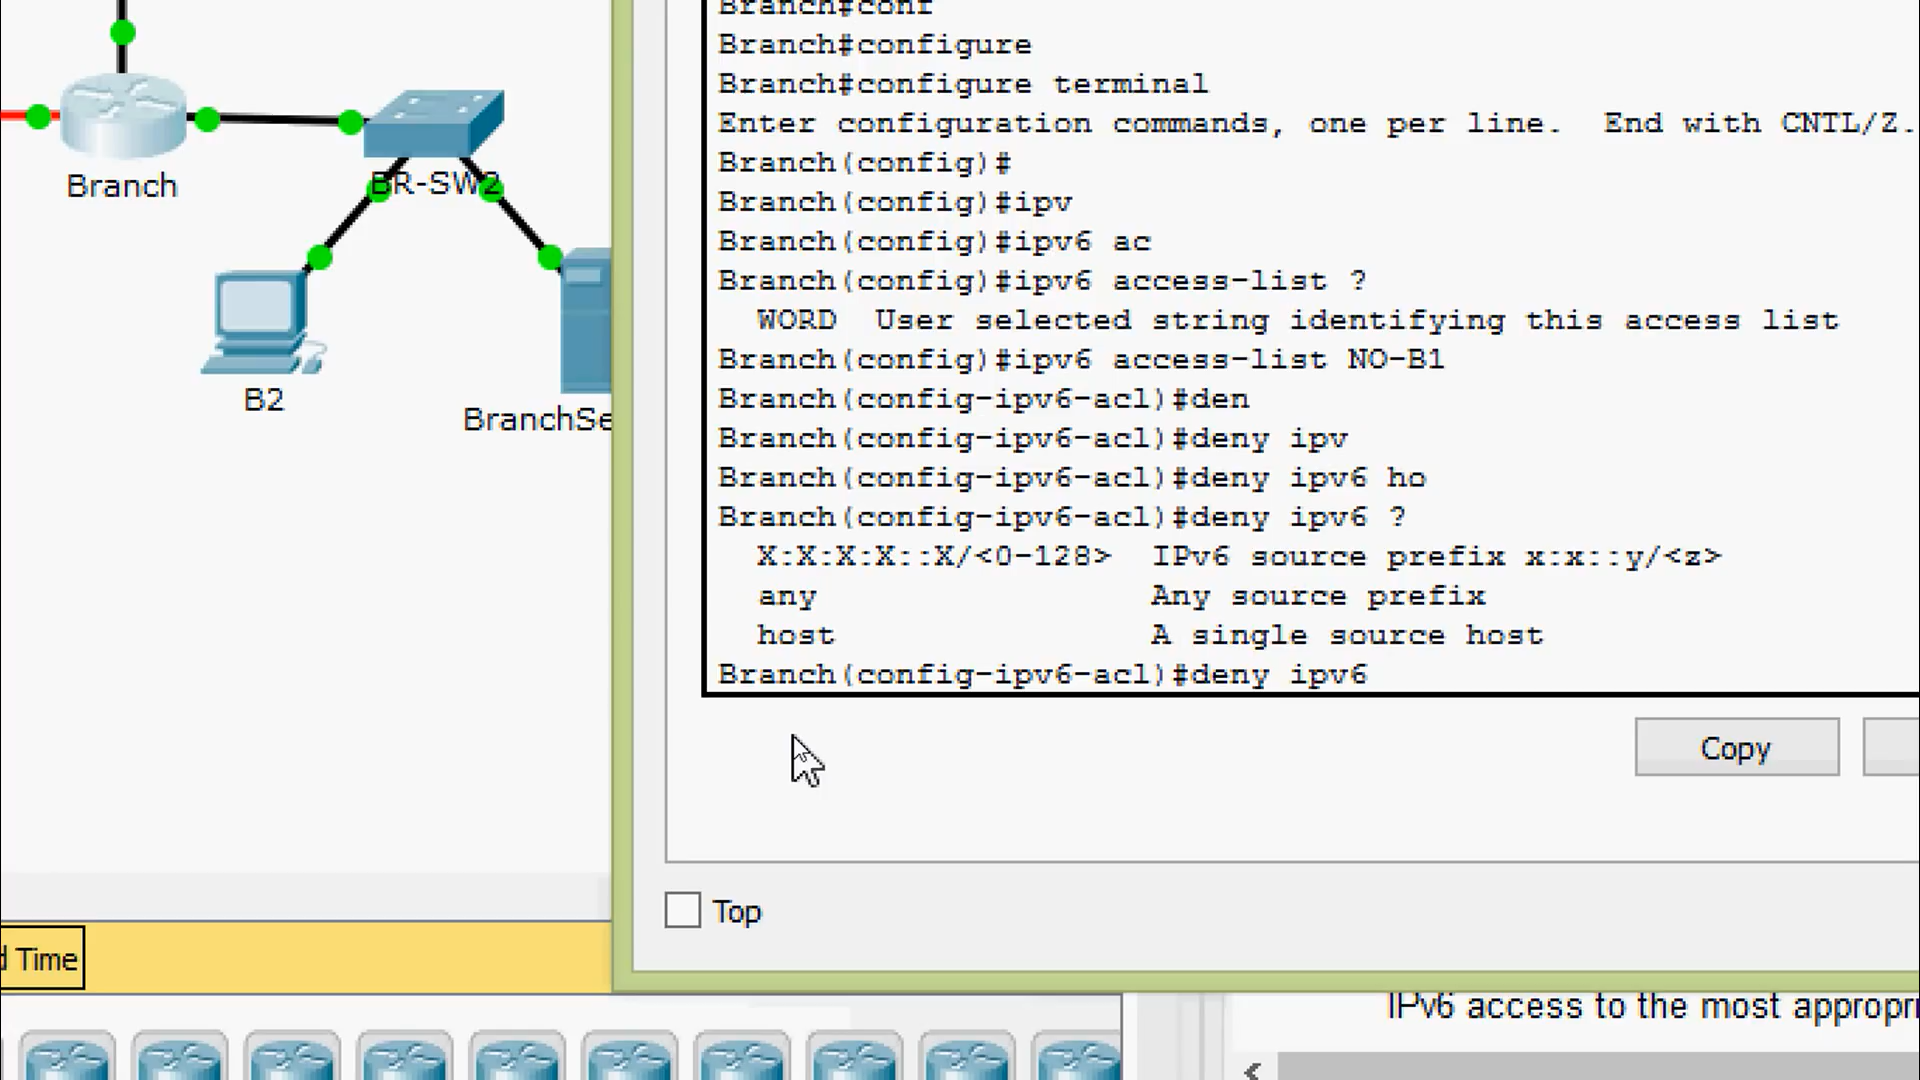 Branch#conf
Branch#configure
Branch#configure terminal
Enter configuration commands, one per line.  End with CNTL/Z.
Branch(config)#
Branch(config)#ipv
Branch(config)#ipv6 ac
Branch(config)#ipv6 access-list ?
  WORD  User selected string identifying this access list
Branch(config)#ipv6 access-list NO-B1
Branch(config-ipv6-acl)#den
Branch(config-ipv6-acl)#deny ipv
Branch(config-ipv6-acl)#deny ipv6 ho
Branch(config-ipv6-acl)#deny ipv6 ?
  X:X:X:X::X/<0-128>  IPv6 source prefix x:x::y/<z>
  any                 Any source prefix
  host                A single source host
Branch(config-ipv6-acl)#deny ipv6
Branch
BR-SW2
B2
BranchSe
Copy
Top
d Time
IPv6 access to the most appropr